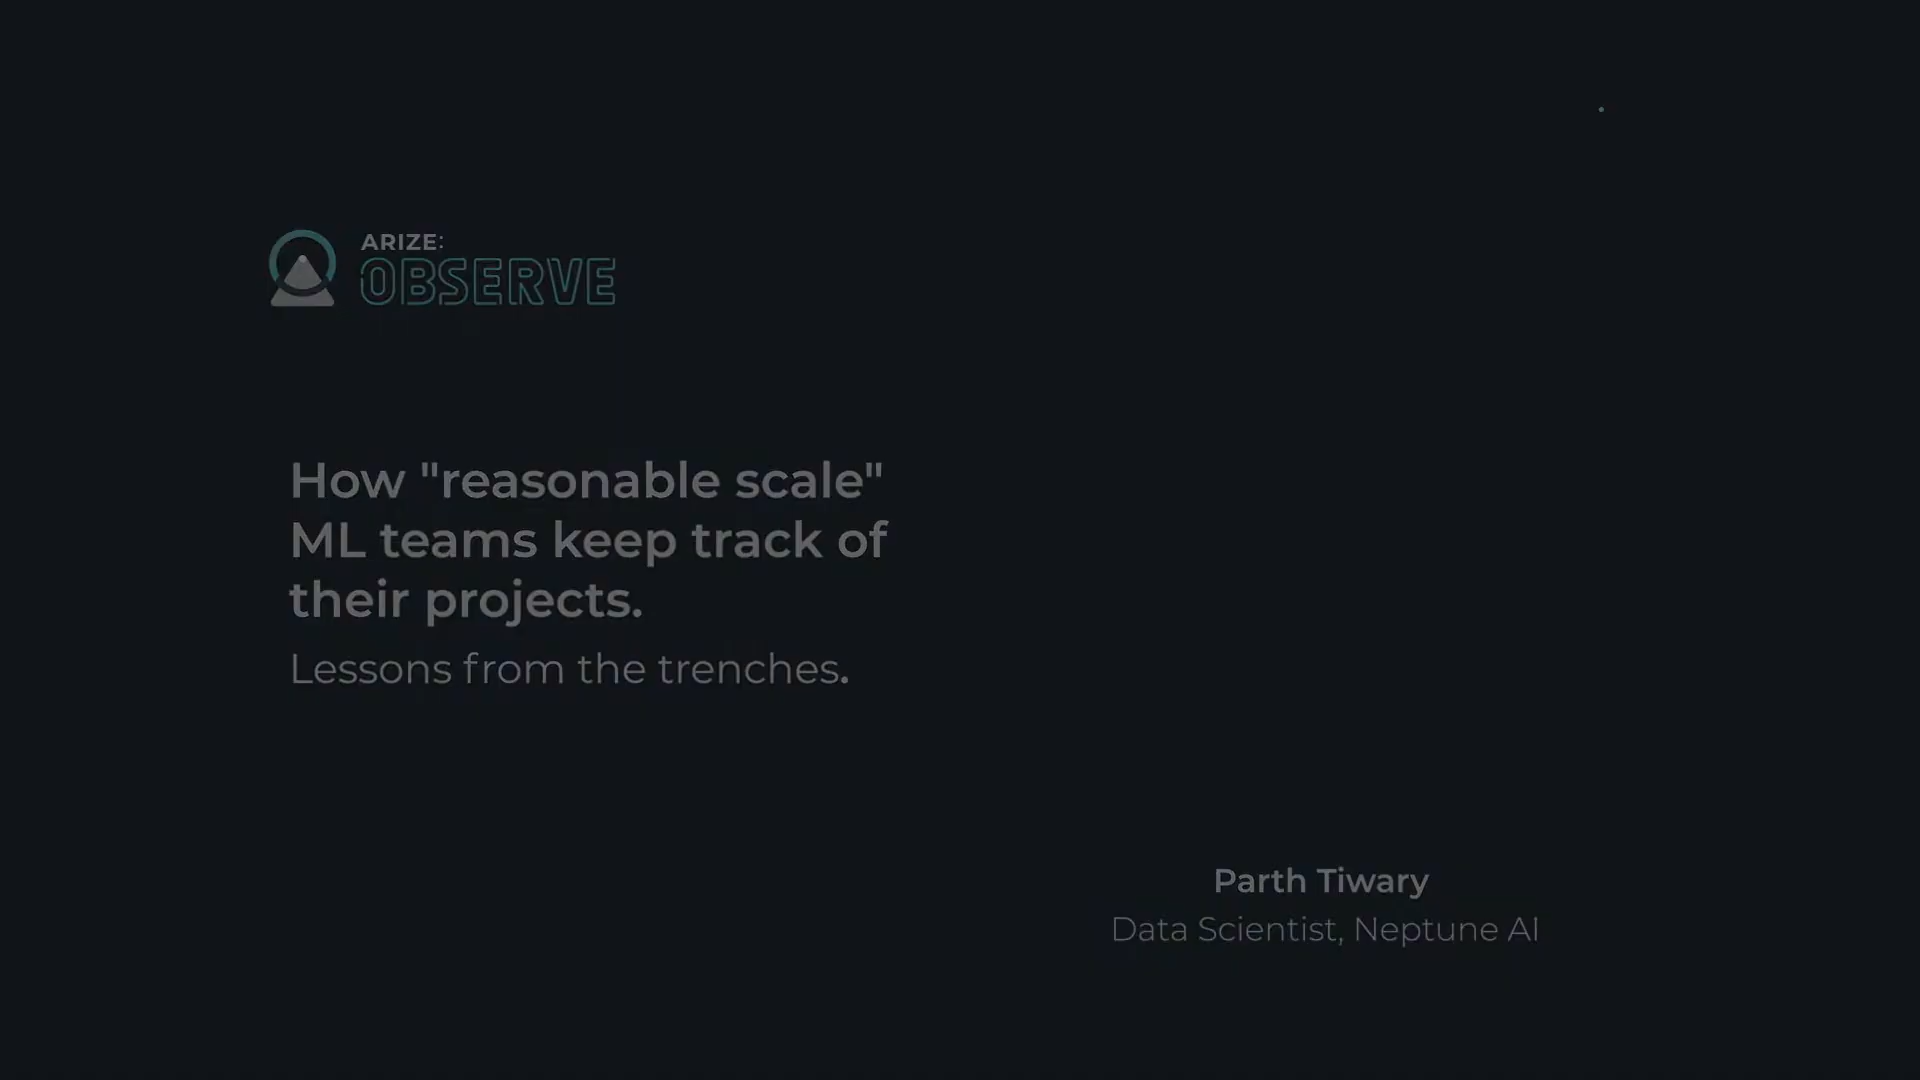 ARIZE:
OBSERVE
How "reasonable scale"
ML teams keep track of
their projects.
Lessons from the trenches.
Parth Tiwary
Data Scientist, Neptune AI